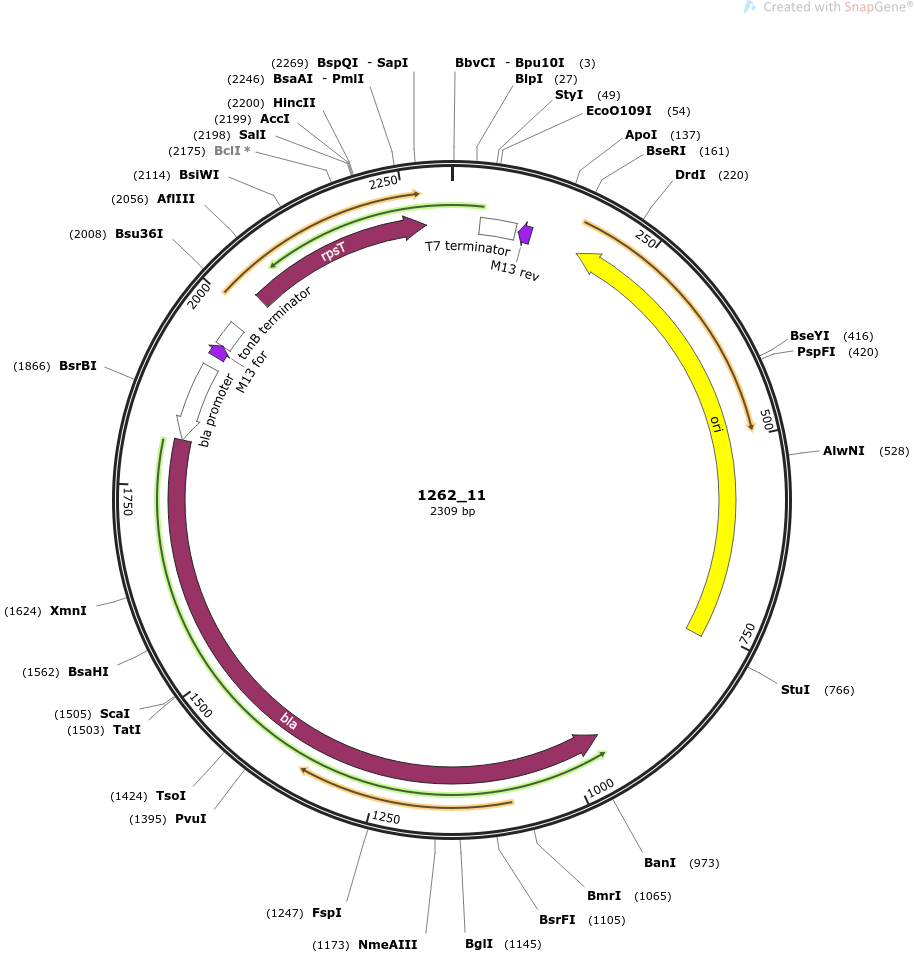 Created with SnapGene®
(2269) BspQI - SapI
(2246) BsaAI - PmlI
(2200) HincII
(2199) AccI
(2198) SalI
(2175) BclI *
(2114) BsiWI
(2056) AflIII
(2008) Bsu36I
(1866) BsrBI
(1624) XmnI
(1562) BsaHI
(1505) ScaI
(1503) TatI
(1424) TsoI
(1395) PvuI
(1247) FspI
(1173) NmeAIII
BbvCI - Bpu10I (3)
BlpI (27)
StyI (49)
EcoO109I (54)
ApoI (137)
BseRI (161)
DrdI (220)
BseYI (416)
PspFI (420)
AlwNI (528)
StuI (766)
BanI (973)
BmrI (1065)
BsrFI (1105)
BglI (1145)
250
500
750
1000
1250
1500
1750
2000
2250
T7 terminator
M13 rev
ori
bla
bla promoter
M13 for
tonB terminator
rpsT
1262_11
2309 bp